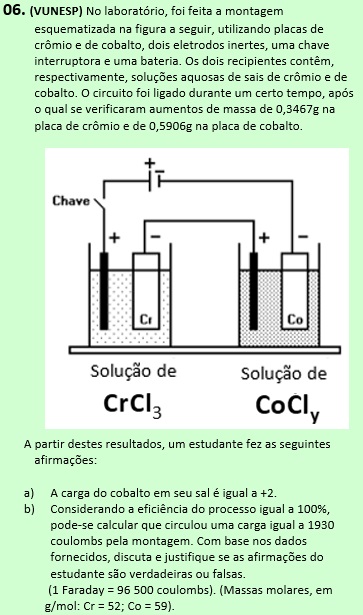 06. (VUNESP) No laboratório, foi feita a montagem
esquematizada na figura a seguir, utilizando placas de
crômio e de cobalto, dois eletrodos inertes, uma chave
interruptora e uma bateria. Os dois recipientes contêm,
respectivamente, soluções aquosas de sais de crômio e de
cobalto. O circuito foi ligado durante um certo tempo, após
o qual se verificaram aumentos de massa de 0,3467g na
placa de crômio e de 0,5906g na placa de cobalto.
+ -
Chave
+ - + -
Cr Co
Solução de Solução de
CrCl3 CoCly
A partir destes resultados, um estudante fez as seguintes
afirmações:
a) A carga do cobalto em seu sal é igual a +2.
b) Considerando a eficiência do processo igual a 100%,
pode-se calcular que circulou uma carga igual a 1930
coulombs pela montagem. Com base nos dados
fornecidos, discuta e justifique se as afirmações do
estudante são verdadeiras ou falsas.
(1 Faraday = 96 500 coulombs). (Massas molares, em
g/mol: Cr = 52; Co = 59).